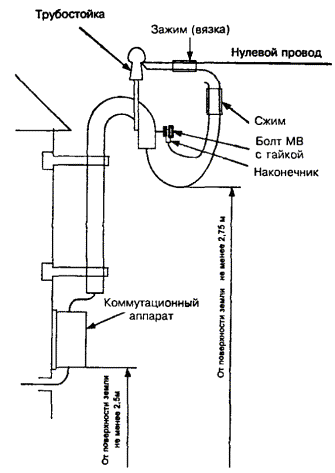 Трубостойка
Зажим (вязка)
Нулевой провод
Сжим
Болт МВ
с гайкой
Наконечник
Коммутационный
аппарат
От поверхности земли
не менее 2,5м
От поверхности земли не менее 2,75 м